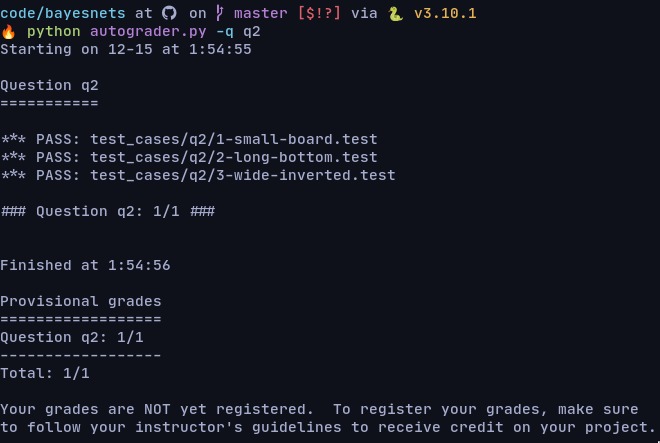 code/bayesnets at on master [$!?] via v3.10.1
python autograder.py -q q2
Starting on 12-15 at 1:54:55
Question q2
===========
*** PASS: test_cases/q2/1-small-board.test
*** PASS: test_cases/q2/2-long-bottom.test
*** PASS: test_cases/q2/3-wide-inverted.test
### Question q2: 1/1 ###
Finished at 1:54:56
Provisional grades
==================
Question q2: 1/1
------------------
Total: 1/1
Your grades are NOT yet registered.  To register your grades, make sure
to follow your instructor's guidelines to receive credit on your project.